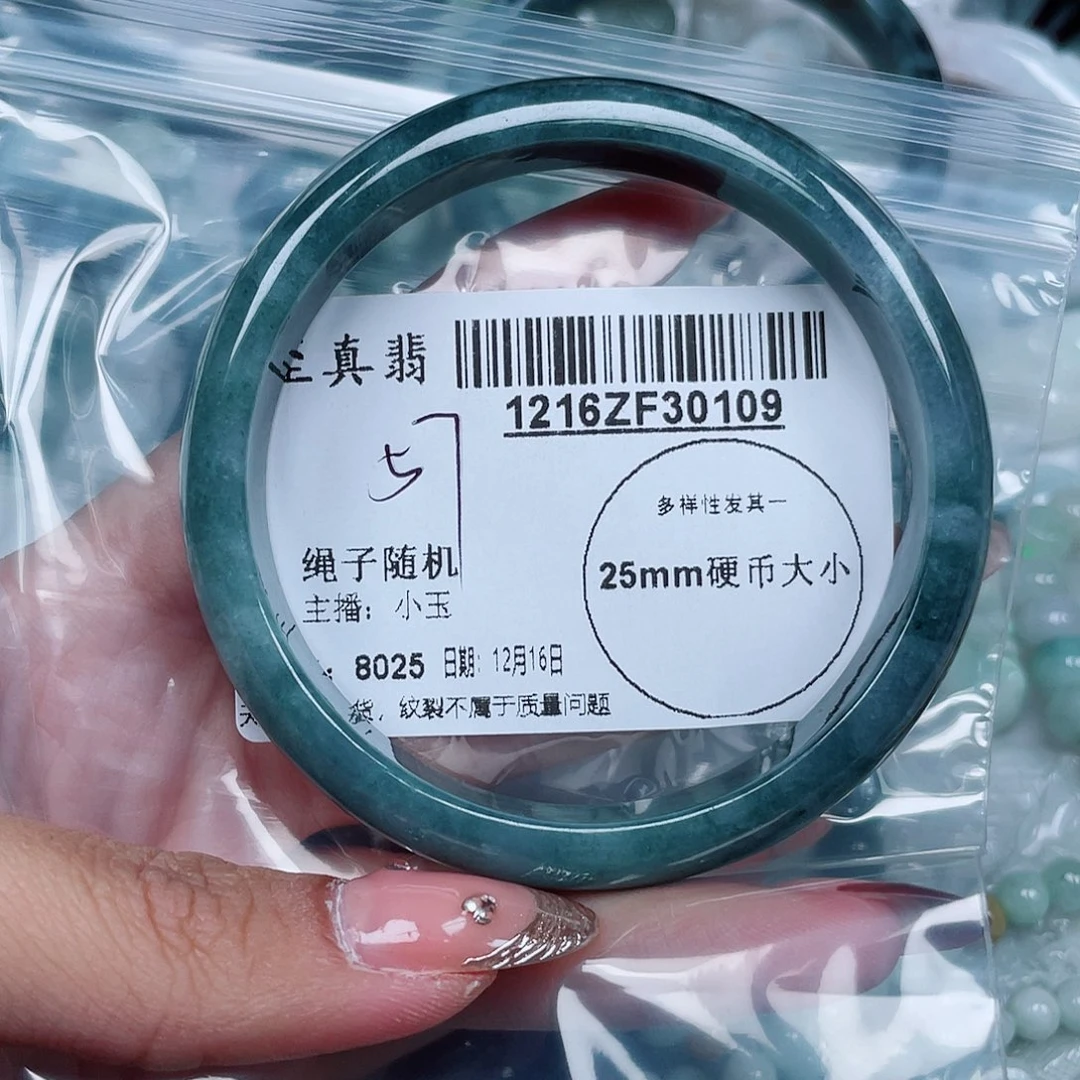 真翡
1216ZF30109
多样性发其一
25mm硬币大小
绳子随机
主播：小玉
8025 日期：12月16日
货，纹裂不属于质量问题